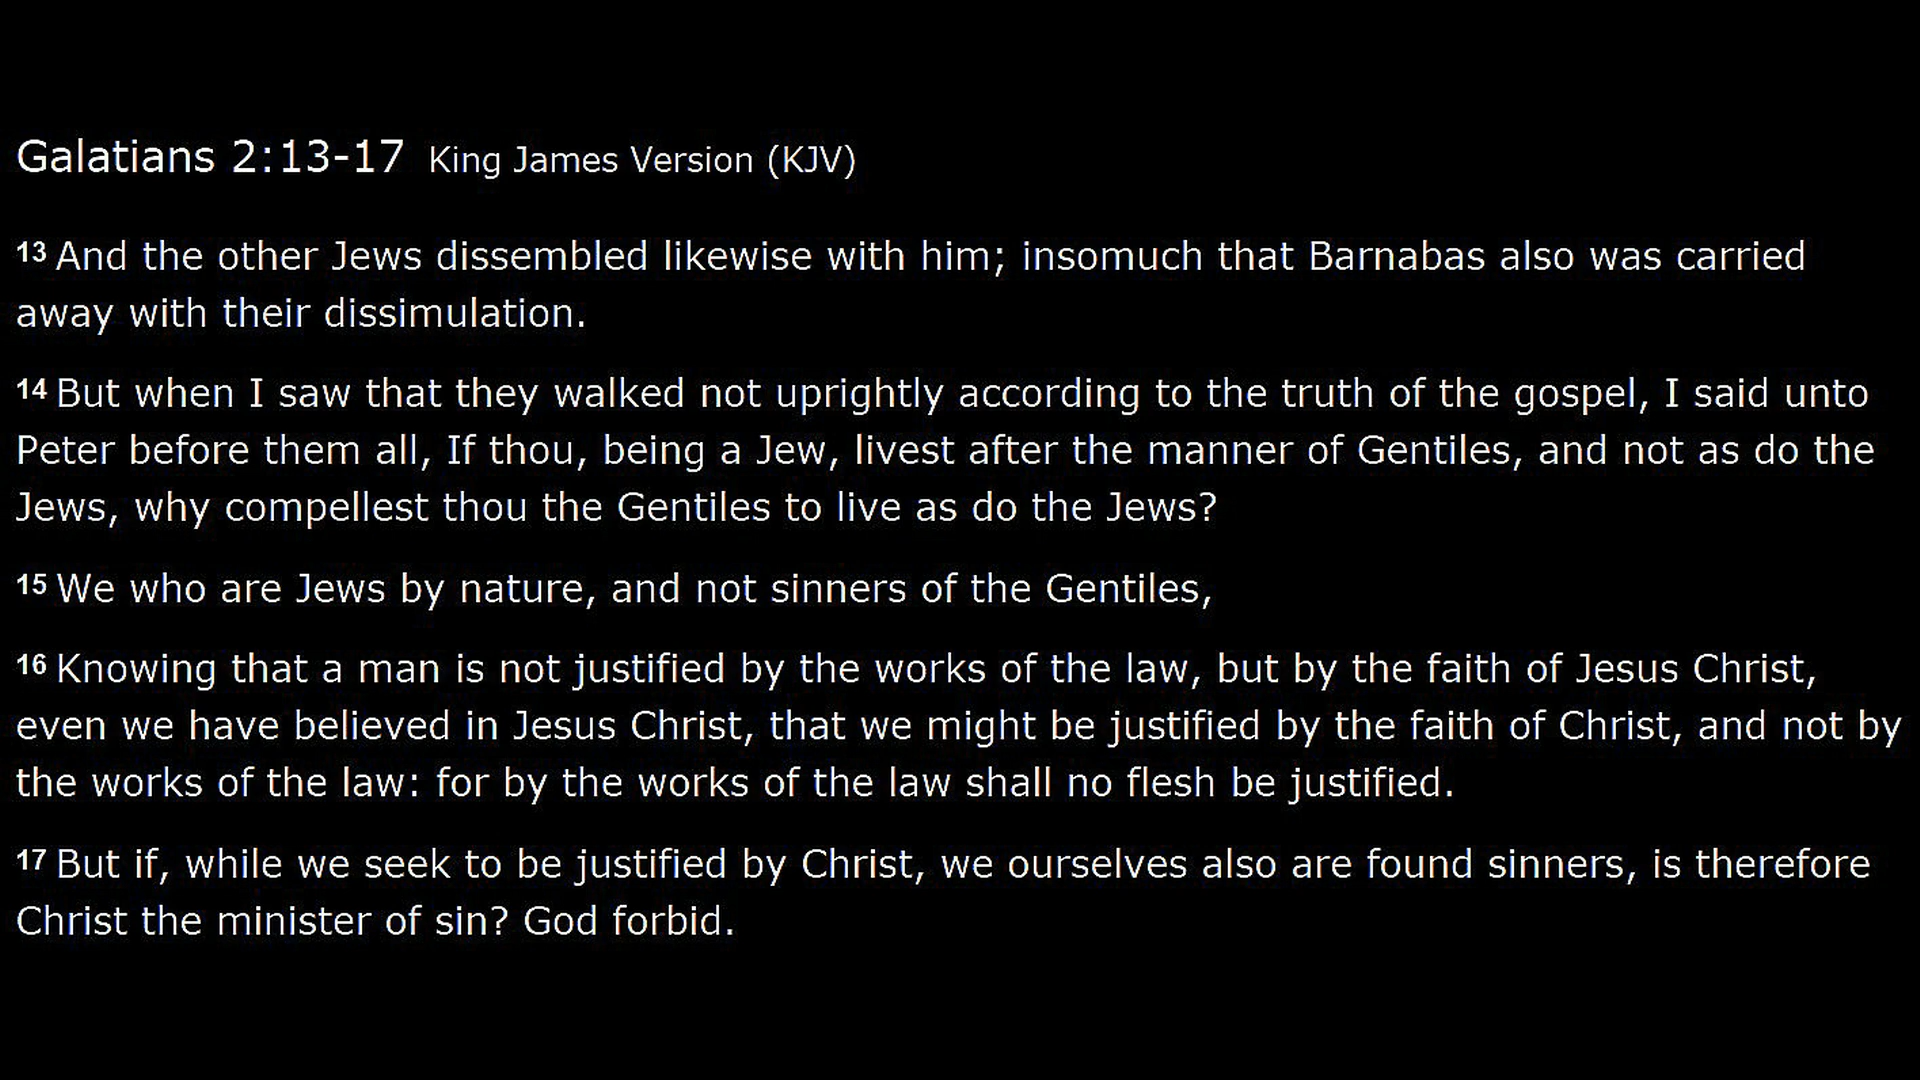 Galatians 2:13-17 King James Version (KJV)
13 And the other Jews dissembled likewise with him; insomuch that Barnabas also was carried
away with their dissimulation.
14 But when I saw that they walked not uprightly according to the truth of the gospel, I said unto
Peter before them all, If thou, being a Jew, livest after the manner of Gentiles, and not as do the
Jews, why compellest thou the Gentiles to live as do the Jews?
15 We who are Jews by nature, and not sinners of the Gentiles,
16 Knowing that a man is not justified by the works of the law, but by the faith of Jesus Christ,
even we have believed in Jesus Christ, that we might be justified by the faith of Christ, and not by
the works of the law: for by the works of the law shall no flesh be justified.
17 But if, while we seek to be justified by Christ, we ourselves also are found sinners, is therefore
Christ the minister of sin? God forbid.